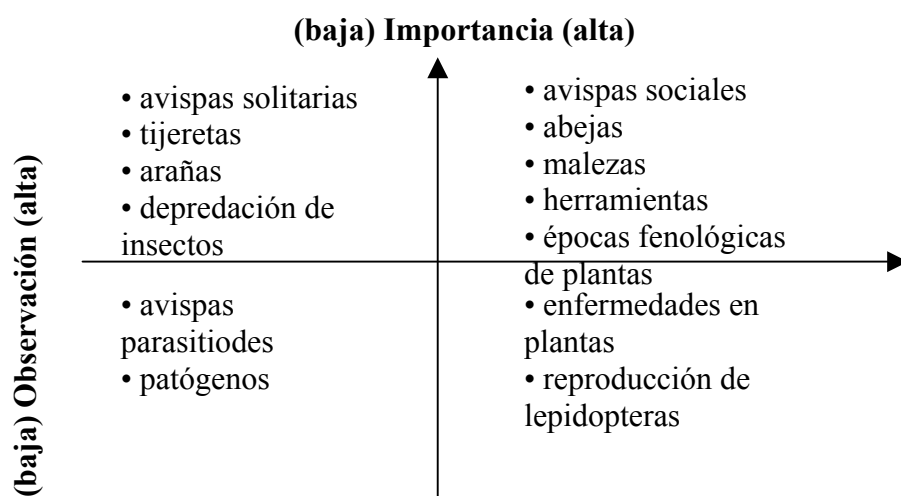 (baja) Importancia (alta)
(baja) Observación (alta)
• avispas solitarias
• tijeretas
• arañas
• depredación de
insectos
• avispas sociales
• abejas
• malezas
• herramientas
• épocas fenológicas
de plantas
• avispas
parasitiodes
• patógenos
• enfermedades en
plantas
• reproducción de
lepidopteras